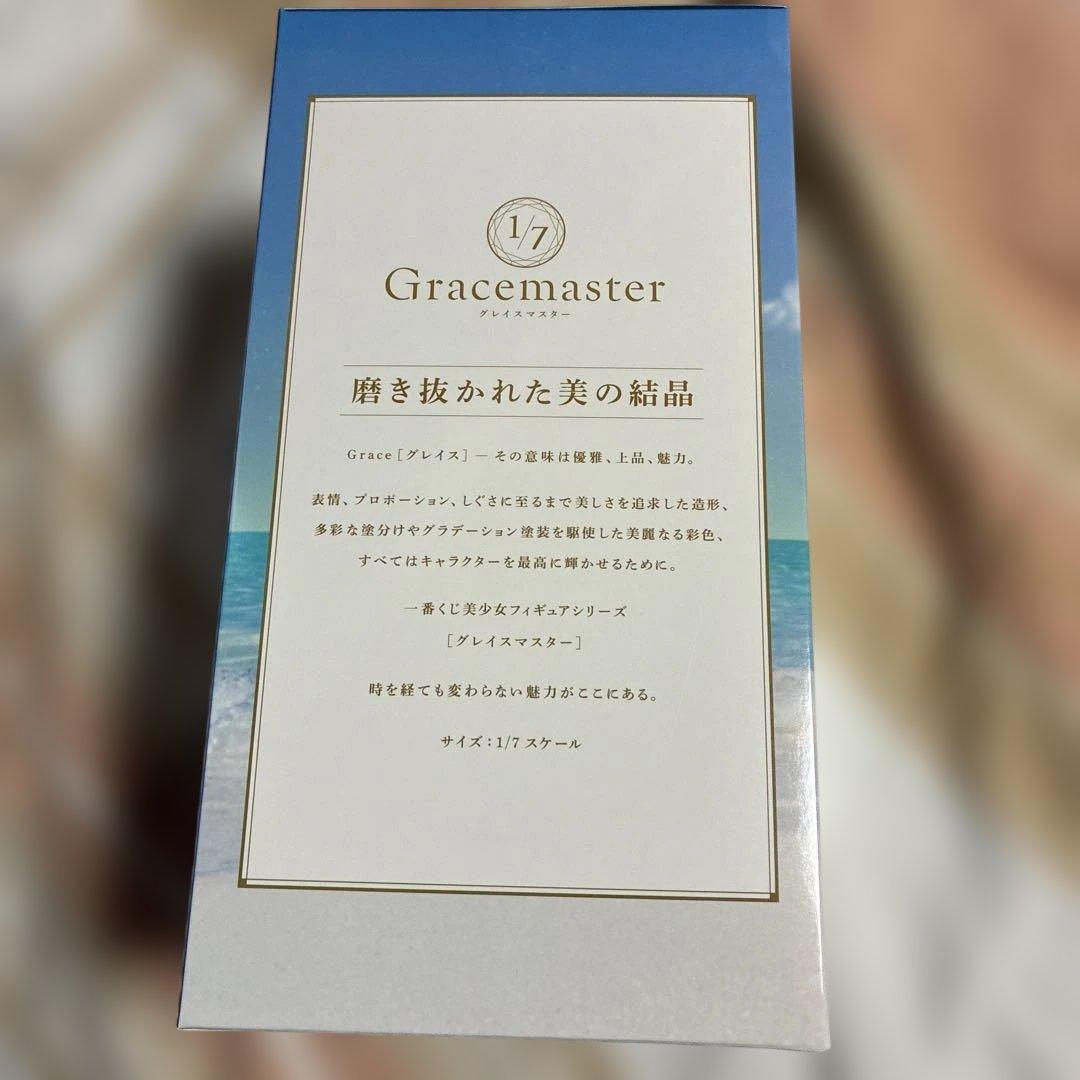 1/7
Gracemaster
グレイスマスター
磨き抜かれた美の結晶
Grace［グレイス］― その意味は優雅、上品、魅力。
表情、プロポーション、しぐさに至るまで美しさを追求した造形、
多彩な塗分けやグラデーション塗装を駆使した美麗なる彩色、
すべてはキャラクターを最高に輝かせるために。
一番くじ美少女フィギュアシリーズ
［グレイスマスター］
時を経ても変わらない魅力がここにある。
サイズ：1/7 スケール